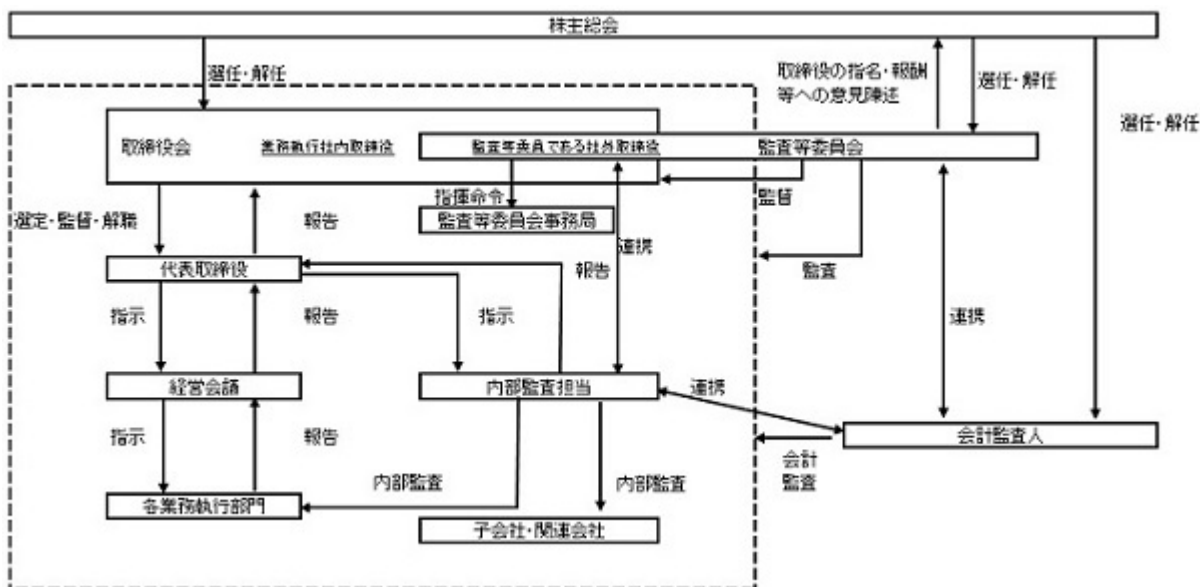 株主総会
選任・解任
取締役の指名・報酬
等への意見陳述
選任・解任
選任・解任
取締役会
業務執行社内取締役
監査等委員である社外取締役
監査等委員会
指揮命令
監督
選定・監督・解職
報告
監査等委員会事務局
連携
監査
代表取締役
報告
指示
報告
指示
連携
経営会議
内部監査担当
連携
指示
報告
会計監査人
会計
監査
内部監査
内部監査
各業務執行部門
子会社・関連会社